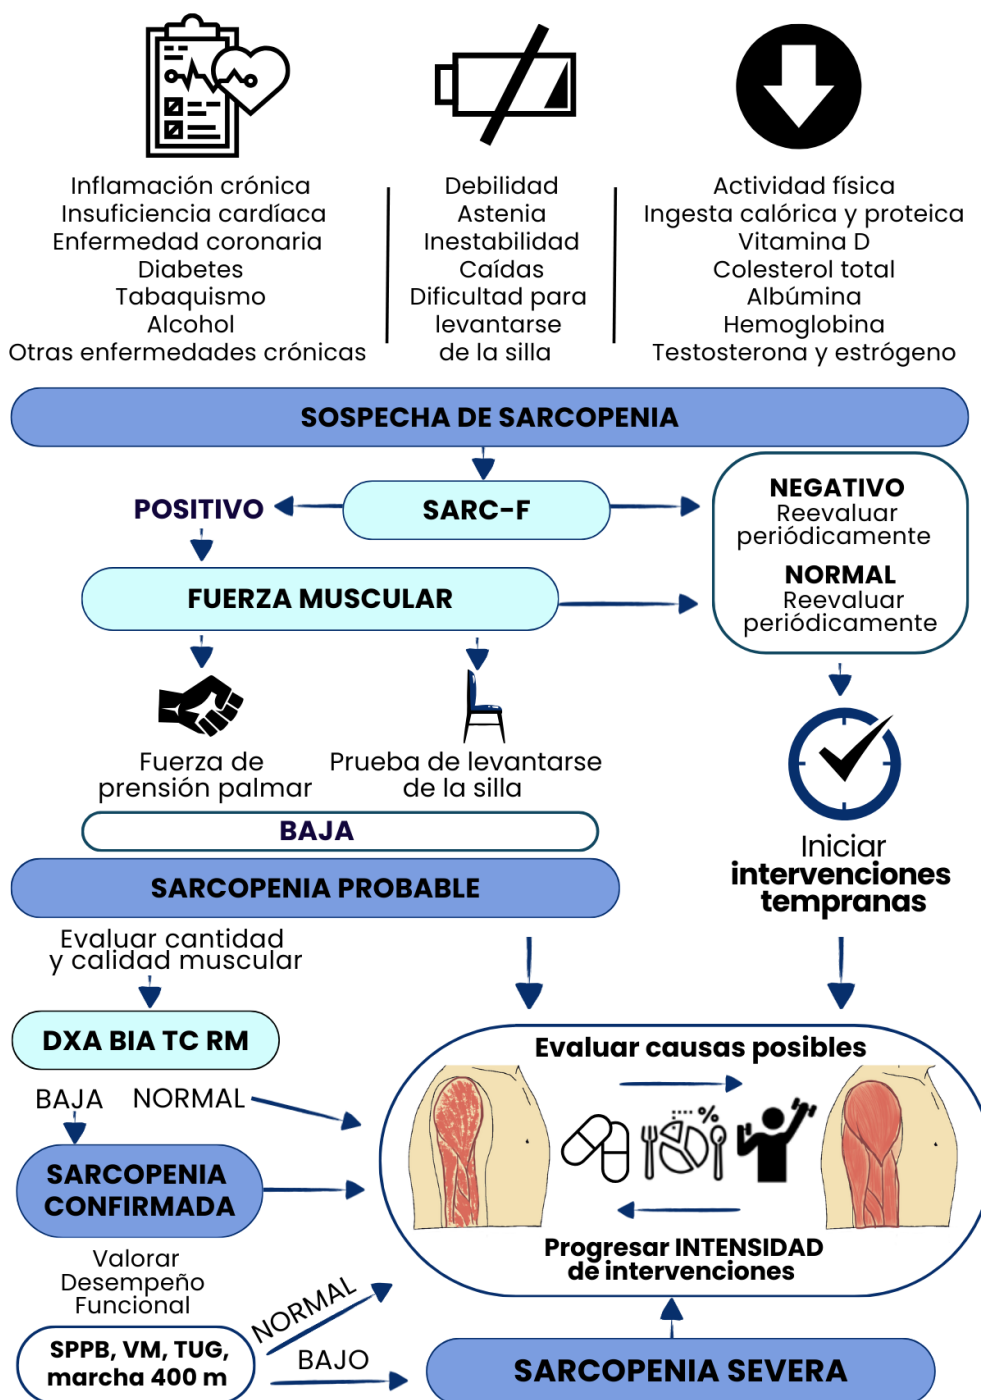 Inflamación crónica
Insuficiencia cardíaca
Enfermedad coronaria
Diabetes
Tabaquismo
Alcohol
Otras enfermedades crónicas
Debilidad
Astenia
Inestabilidad
Caídas
Dificultad para
levantarse
de la silla
Actividad física
Ingesta calórica y proteica
Vitamina D
Colesterol total
Albúmina
Hemoglobina
Testosterona y estrógeno
SOSPECHA DE SARCOPENIA
POSITIVO
SARC-F
NEGATIVO
Reevaluar
periódicamente
NORMAL
Reevaluar
periódicamente
FUERZA MUSCULAR
Fuerza de
prensión palmar
Prueba de levantarse
de la silla
BAJA
SARCOPENIA PROBABLE
Iniciar
intervenciones
tempranas
Evaluar cantidad
y calidad muscular
DXA BIA TC RM
BAJA NORMAL
SARCOPENIA
CONFIRMADA
Evaluar causas posibles
%
Progresar INTENSIDAD
de intervenciones
Valorar
Desempeño
Funcional
SPPB, VM, TUG,
marcha 400 m
NORMAL
BAJO
SARCOPENIA SEVERA